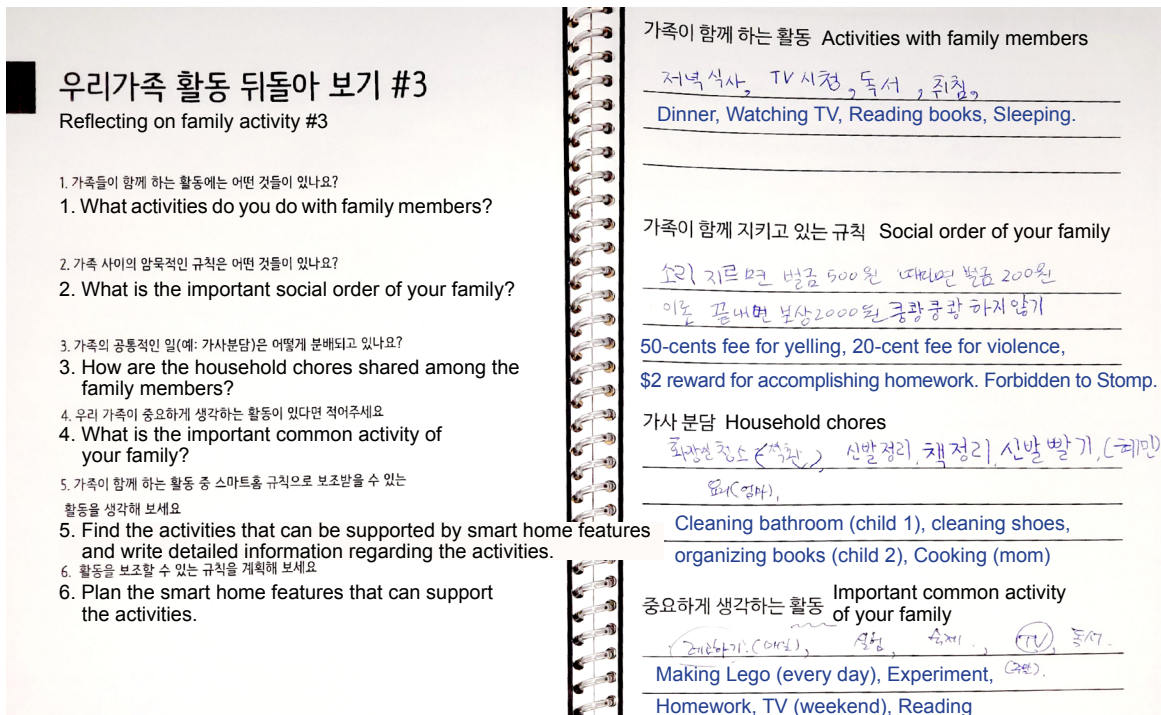 우리가족 활동 뒤돌아 보기 #3
Reflecting on family activity #3
1. 가족들이 함께 하는 활동에는 어떤 것들이 있나요?
1. What activities do you do with family members?
2. 가족 사이의 암묵적인 규칙은 어떤 것들이 있나요?
2. What is the important social order of your family?
3. 가족의 공통적인 일(예: 가사분담)은 어떻게 분배되고 있나요?
3. How are the household chores shared among the
family members?
4. 우리 가족이 중요하게 생각하는 활동이 있다면 적어주세요
4. What is the important common activity of
your family?
5. 가족이 함께 하는 활동 중 스마트홈 규칙으로 보조받을 수 있는
활동을 생각해 보세요
5. Find the activities that can be supported by smart home features
and write detailed information regarding the activities.
6. 활동을 보조할 수 있는 규칙을 계획해 보세요
6. Plan the smart home features that can support
the activities.
가족이 함께 하는 활동 Activities with family members
저녁식사, TV시청, 독서, 취침,
Dinner, Watching TV, Reading books, Sleeping.
가족이 함께 지키고 있는 규칙 Social order of your family
소리 지르면 벌금 500원 때리면 벌금 200원
끝내면 보상2000원 쿵쾅쿵쾅 하지않기
50-cents fee for yelling, 20-cent fee for violence,
$2 reward for accomplishing homework. Forbidden to Stomp.
가사 분담 Household chores
화장실 청소 신발정리, 책정리, 신발빨기, (혜민)
요리(엄마),
Cleaning bathroom (child 1), cleaning shoes,
organizing books (child 2), Cooking (mom)
중요하게 생각하는 활동 Important common activity
of your family
(매일), 실험, 숙제, TV, 독서.
(주말).
Making Lego (every day), Experiment,
Homework, TV (weekend), Reading